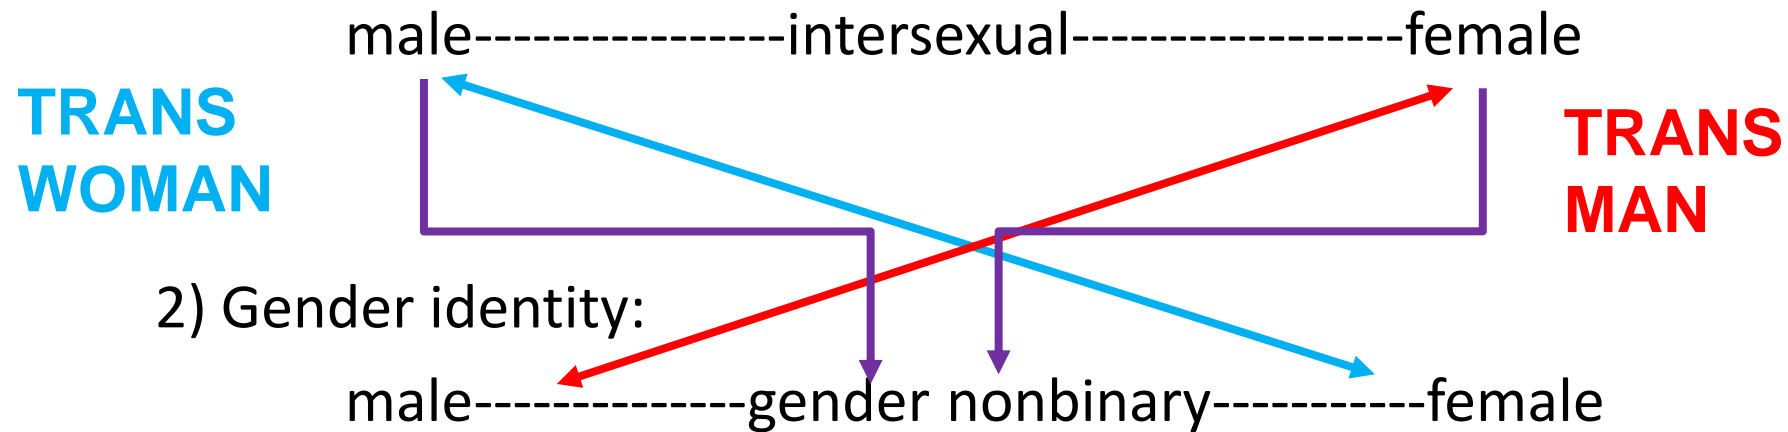 male----------------intersexual-----------------female
TRANS
WOMAN
TRANS
MAN
2) Gender identity:
male--------------gender nonbinary-----------female